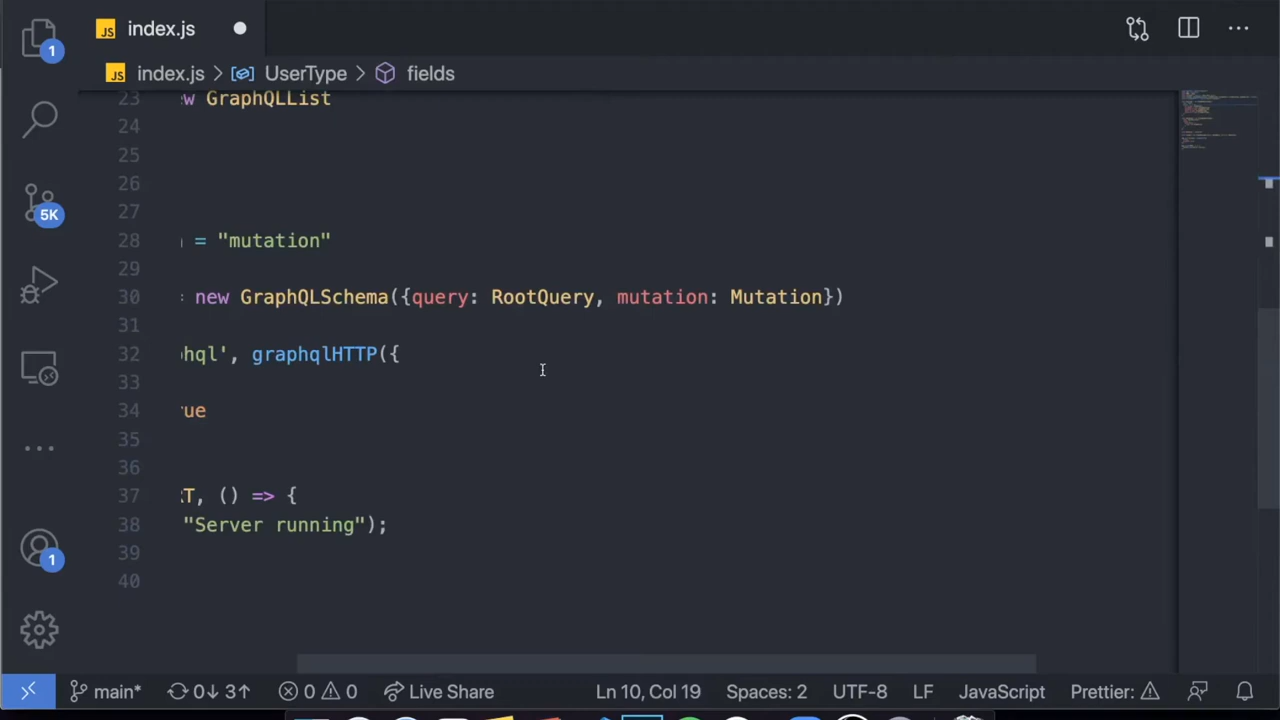 1
JS index.js
JS index.js > UserType > fields
23 w GraphQLList
24
25
26
27
28 = "mutation"
29
30 = new GraphQLSchema({query: RootQuery, mutation: Mutation})
31
32 hql', graphqlHTTP({
33
34 rue
35
36
37 T, () => {
38 "Server running");
39
40
5K
1
main* 0↓ 3↑ 0 0 Live Share Ln 10, Col 19 Spaces: 2 UTF-8 LF JavaScript Prettier: